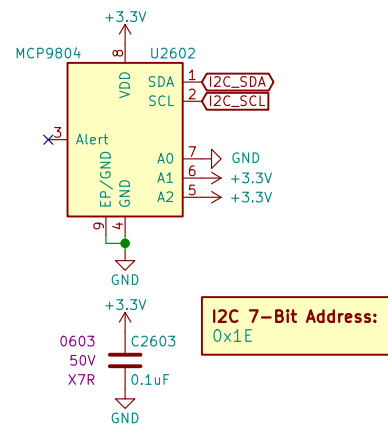 +3.3V
MCP9804
U2602
8
VDD
SDA
1
I2C_SDA
SCL
2
I2C_SCL
3
Alert
A0
7
GND
A1
6
+3.3V
A2
5
+3.3V
EP/GND
GND
9
4
GND
+3.3V
0603
C2603
50V
X7R
0.1uF
GND
I2C 7-Bit Address:
0x1E